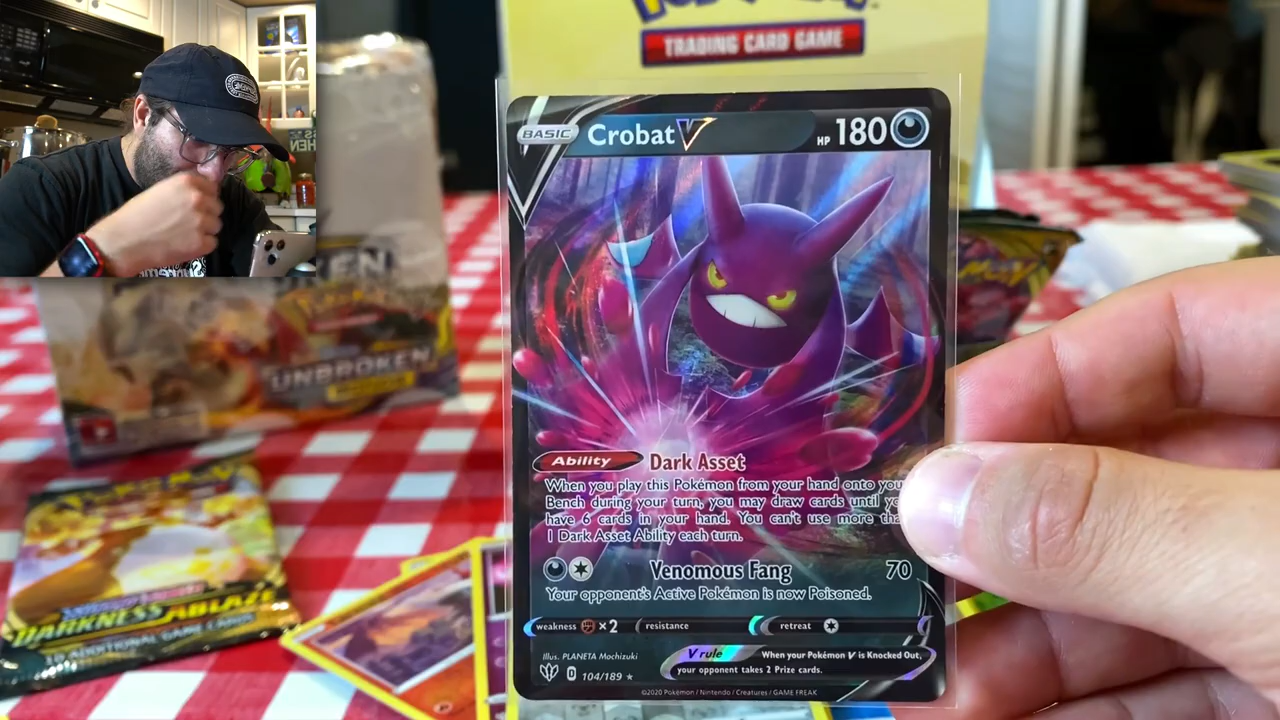 POKÉMON
TRADING CARD GAME
BASIC Crobat V HP 180
Ability Dark Asset
When you play this Pokémon from your hand onto you
Bench during your turn, you may draw cards until yo
have 6 cards in your hand. You can't use more tha
1 Dark Asset Ability each turn.
Venomous Fang 70
Your opponent's Active Pokémon is now Poisoned.
weakness ×2 resistance retreat
V rule When your Pokémon V is Knocked Out,
your opponent takes 2 Prize cards.
Illus. PLANETA Mochizuki
D 104/189 ★
©2020 Pokémon / Nintendo / Creatures / GAME FREAK
UNBROKEN
DARKNESS ABLAZE
10 ADDITIONAL GAME CARDS